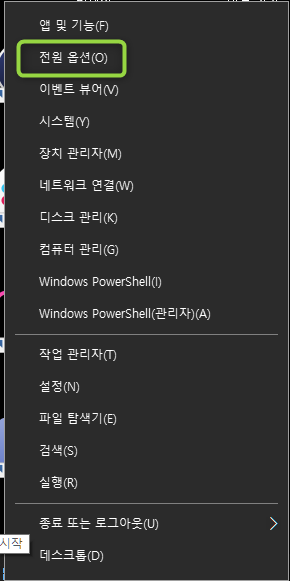 앱 및 기능(F)
전원 옵션(O)
이벤트 뷰어(V)
시스템(Y)
장치 관리자(M)
네트워크 연결(W)
디스크 관리(K)
컴퓨터 관리(G)
Windows PowerShell(I)
Windows PowerShell(관리자)(A)
작업 관리자(T)
설정(N)
파일 탐색기(E)
검색(S)
실행(R)
종료 또는 로그아웃(U)
시작
데스크톱(D)